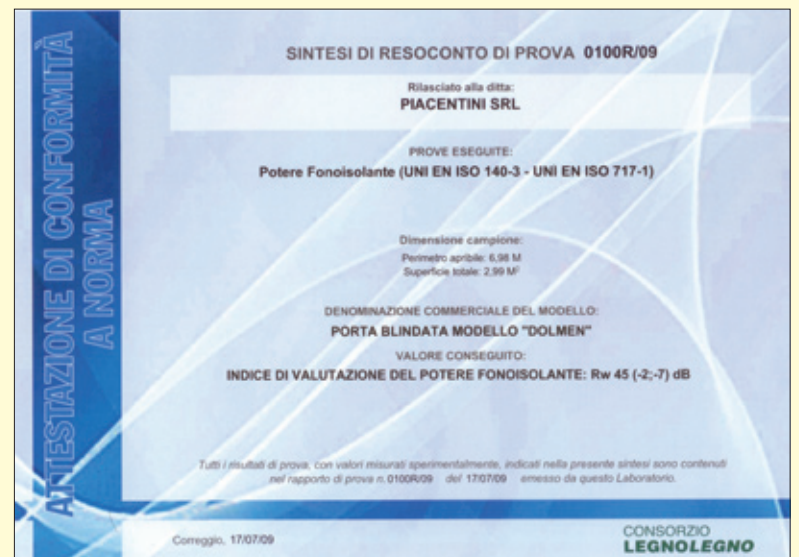 ATTESTAZIONE DI CONFORMITÀ
A NORMA
SINTESI DI RESOCONTO DI PROVA 0100R/09
Rilasciato alla ditta:
PIACENTINI SRL
PROVE ESEGUITE:
Potere Fonoisolante (UNI EN ISO 140-3 - UNI EN ISO 717-1)
Dimensione campione:
Perimetro apribile: 6,98 M
Superficie totale: 2,99 M²
DENOMINAZIONE COMMERCIALE DEL MODELLO:
PORTA BLINDATA MODELLO "DOLMEN"
VALORE CONSEGUITO:
INDICE DI VALUTAZIONE DEL POTERE FONOISOLANTE: Rw 45 (-2;-7) dB
Tutti i risultati di prova, con valori misurati sperimentalmente, indicati nella presente sintesi sono contenuti
nel rapporto di prova n. 0100R/09 del 17/07/09 emesso da questo Laboratorio.
Correggio, 17/07/09
CONSORZIO
LEGNOLEGNO